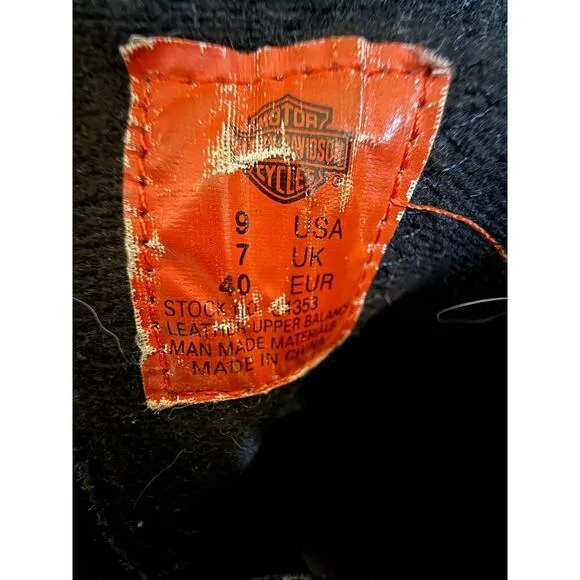 MOTOR
HARLEY-DAVIDSON
CYCLES
9 USA
7 UK
40 EUR
STOCK NO.
LEATHER UPPER BALANCE
MAN MADE MATERIALS
MADE IN CHINA